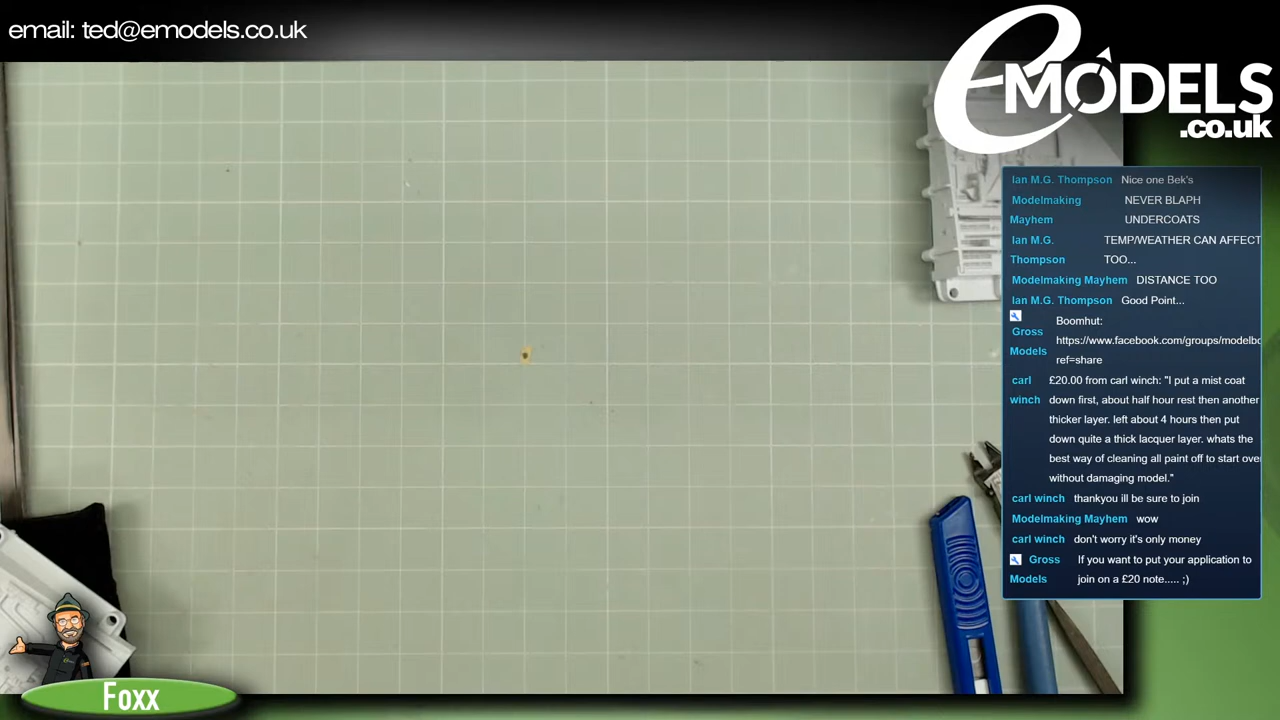 email: ted@emodels.co.uk
eMODELS
.co.uk
Ian M.G. Thompson Nice one Bek's
Modelmaking NEVER BLAPH
Mayhem UNDERCOATS
Ian M.G. TEMP/WEATHER CAN AFFECT
Thompson TOO...
Modelmaking Mayhem DISTANCE TOO
Ian M.G. Thompson Good Point...
Boomhut:
Gross https://www.facebook.com/groups/modelbo
Models ref=share
carl £20.00 from carl winch: "I put a mist coat
winch down first, about half hour rest then another
thicker layer. left about 4 hours then put
down quite a thick lacquer layer. whats the
best way of cleaning all paint off to start over
without damaging model."
carl winch thankyou ill be sure to join
Modelmaking Mayhem wow
carl winch don't worry it's only money
Gross If you want to put your application to
Models join on a £20 note..... ;)
Foxx